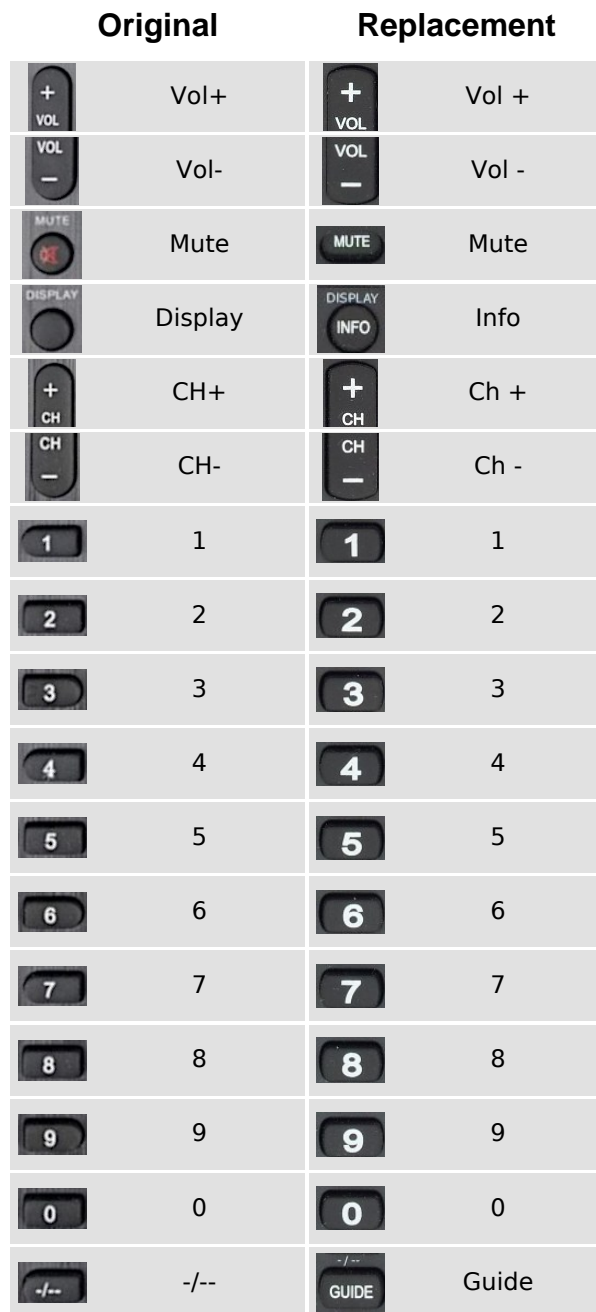 Original Replacement
+ VOL Vol+ + VOL Vol +
VOL - Vol- VOL - Vol -
MUTE Mute MUTE Mute
DISPLAY Display DISPLAY INFO Info
+ CH CH+ + CH Ch +
CH - CH- CH - Ch -
1 1 1 1
2 2 2 2
3 3 3 3
4 4 4 4
5 5 5 5
6 6 6 6
7 7 7 7
8 8 8 8
9 9 9 9
0 0 0 0
-/-- -/-- -/-- GUIDE Guide